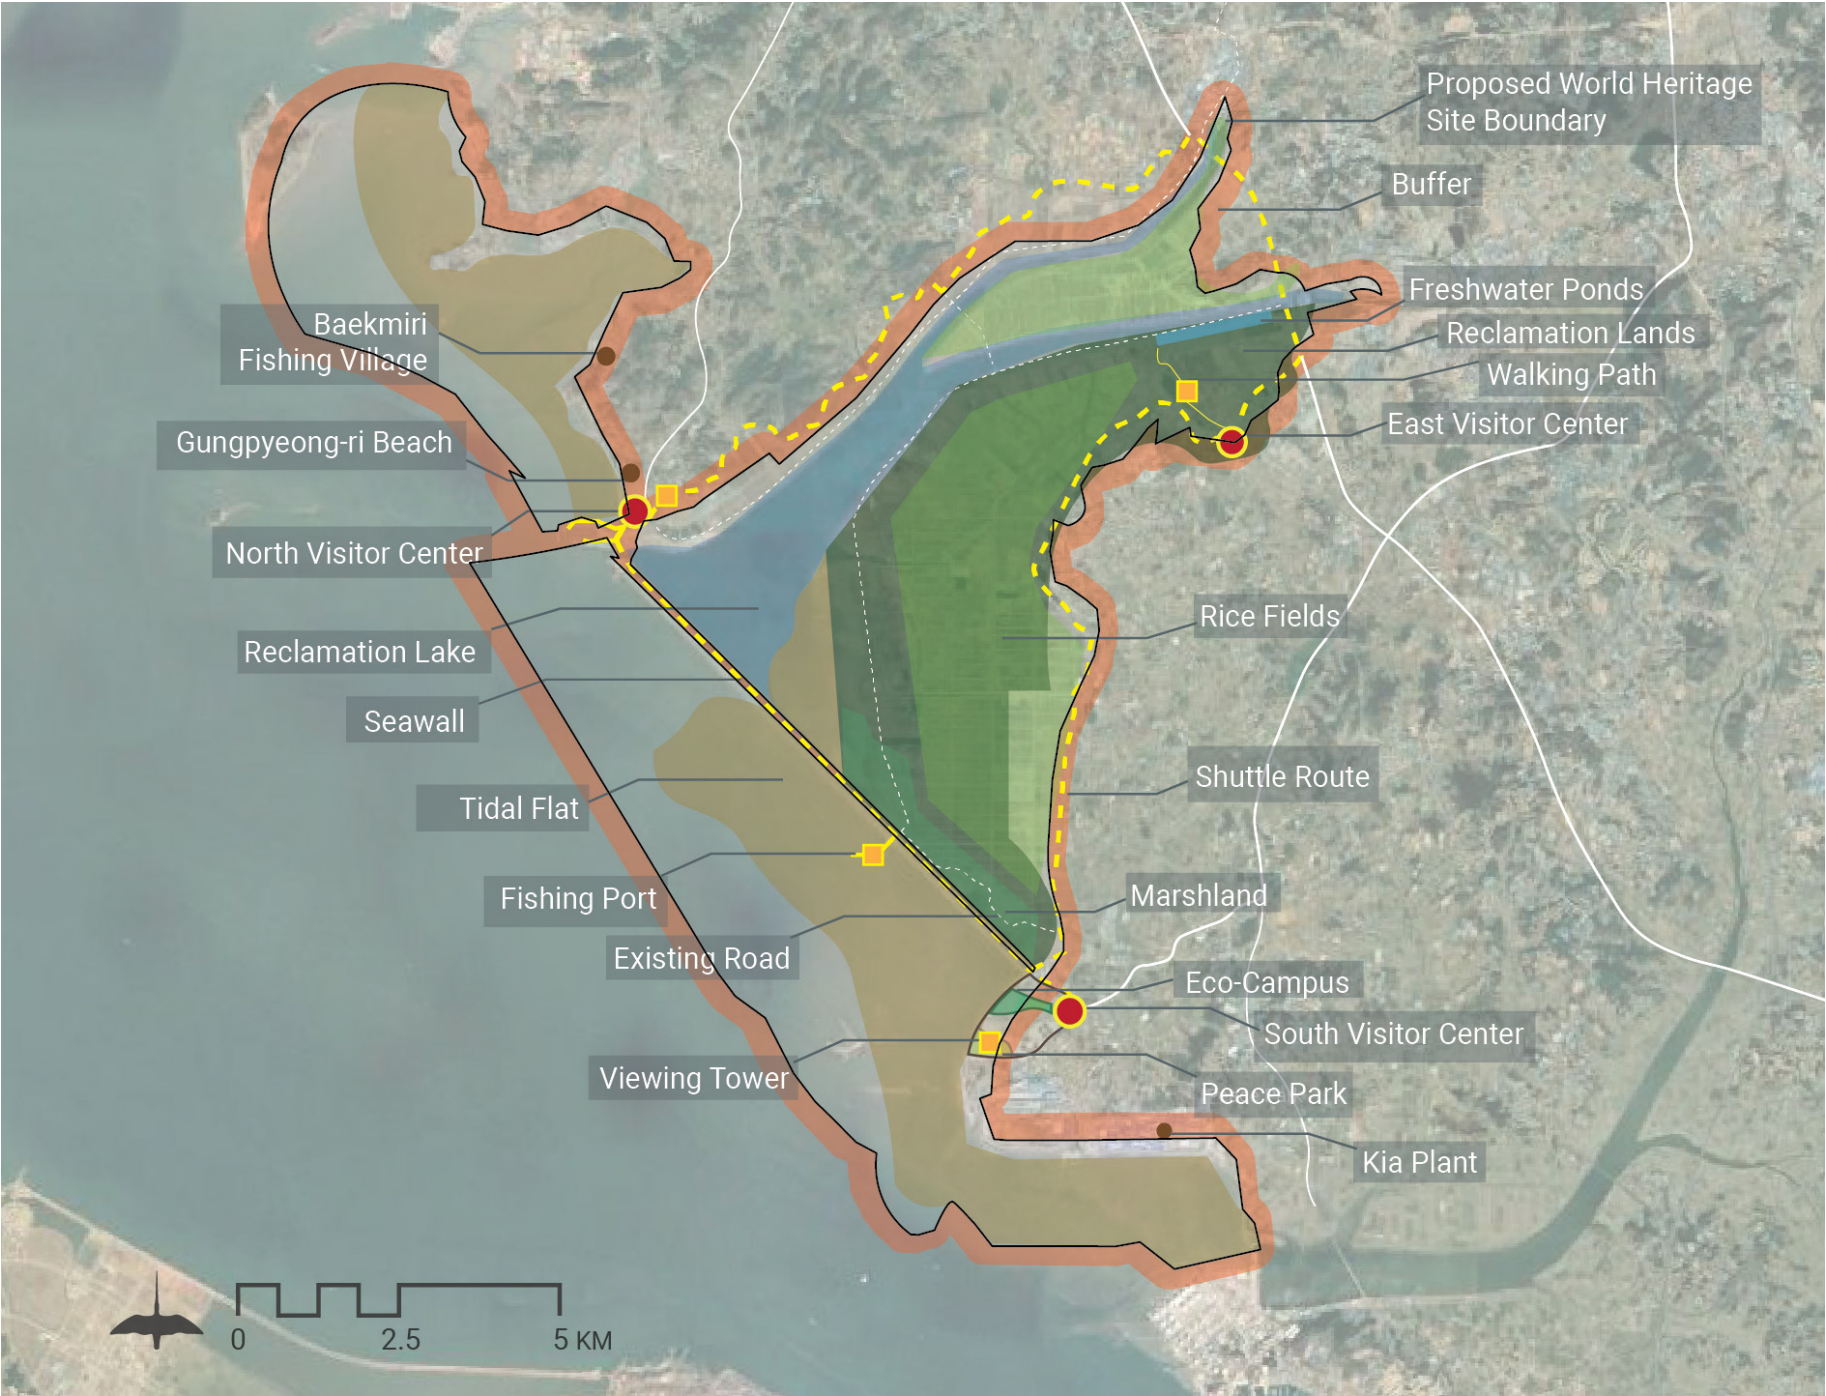 Proposed World Heritage
Site Boundary
Buffer
Freshwater Ponds
Baekmiri
Fishing Village
Reclamation Lands
Walking Path
East Visitor Center
Gungpyeong-ri Beach
North Visitor Center
Rice Fields
Reclamation Lake
Seawall
Shuttle Route
Tidal Flat
Fishing Port
Marshland
Existing Road
Eco-Campus
South Visitor Center
Viewing Tower
Peace Park
Kia Plant
0 2.5 5 KM